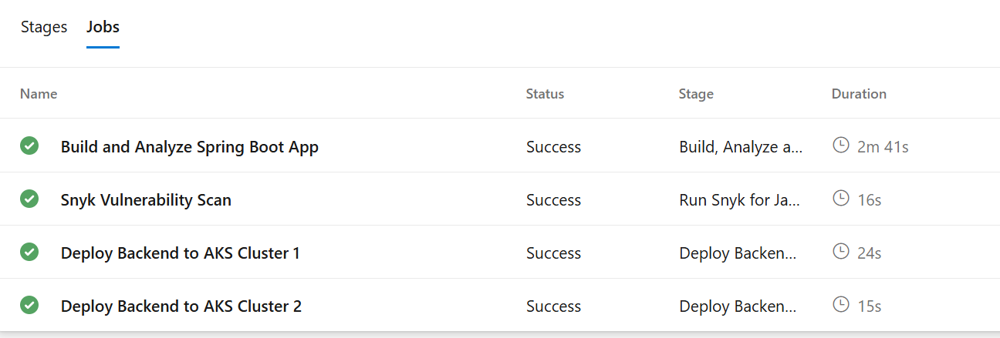 Stages Jobs
Name Status Stage Duration
Build and Analyze Spring Boot App Success Build, Analyze a... 2m 41s
Snyk Vulnerability Scan Success Run Snyk for Ja... 16s
Deploy Backend to AKS Cluster 1 Success Deploy Backen... 24s
Deploy Backend to AKS Cluster 2 Success Deploy Backen... 15s